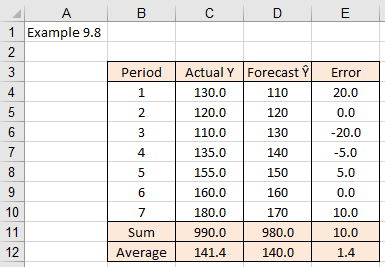 A B C D E
1 Example 9.8
2
3 Period Actual Y Forecast Ŷ Error
4 1 130.0 110 20.0
5 2 120.0 120 0.0
6 3 110.0 130 -20.0
7 4 135.0 140 -5.0
8 5 155.0 150 5.0
9 6 160.0 160 0.0
10 7 180.0 170 10.0
11 Sum 990.0 980.0 10.0
12 Average 141.4 140.0 1.4